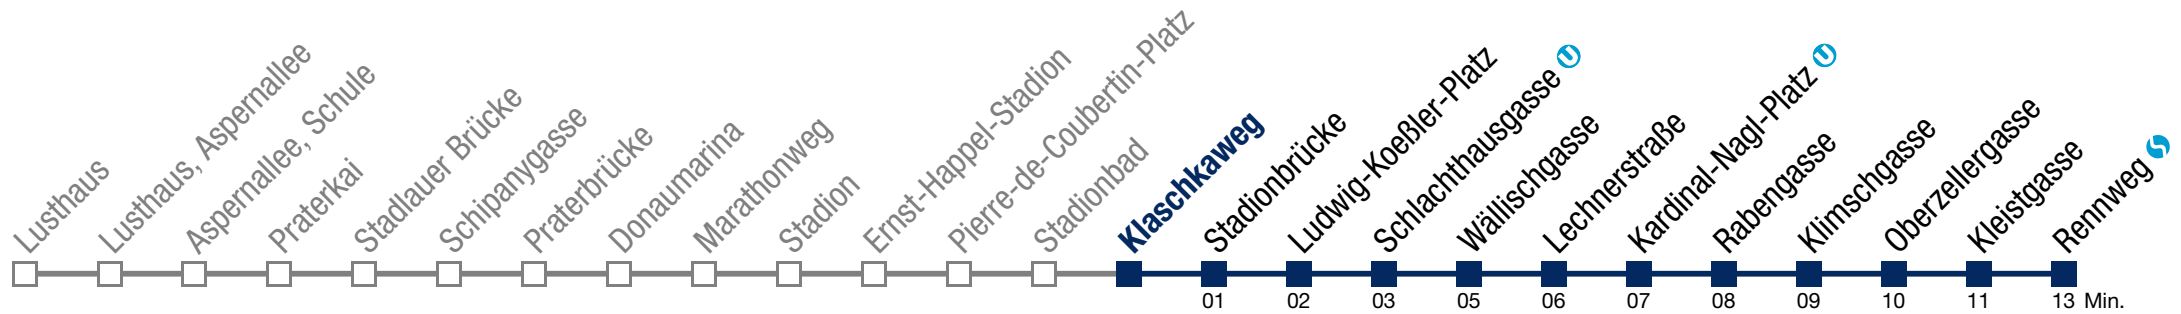 Lusthaus
Lusthaus, Aspernallee
Aspernallee, Schule
Praterkai
Stadlauer Brücke
Schipanygasse
Praterbrücke
Donaumarina
Marathonweg
Stadion
Ernst-Happel-Stadion
Pierre-de-Coubertin-Platz
Stadionbad
Klaschkaweg
Stadionbrücke
Ludwig-Koeßler-Platz
Schlachthausgasse U
Wällischgasse
Lechnerstraße
Kardinal-Nagl-Platz U
Rabengasse
Klimschgasse
Oberzellergasse
Kleistgasse
Rennweg S
01 02 03 05 06 07 08 09 10 11 13 Min.